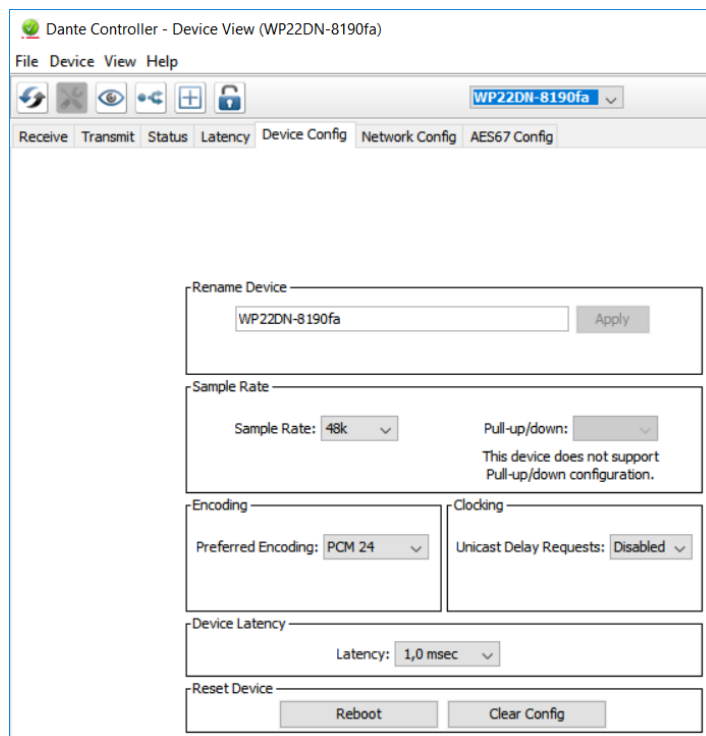 Dante Controller - Device View (WP22DN-8190fa)
File Device View Help
WP22DN-8190fa
Receive Transmit Status Latency Device Config Network Config AES67 Config
Rename Device
WP22DN-8190fa Apply
Sample Rate
Sample Rate: 48k Pull-up/down:
This device does not support
Pull-up/down configuration.
Encoding Clocking
Preferred Encoding: PCM 24 Unicast Delay Requests: Disabled
Device Latency
Latency: 1,0 msec
Reset Device
Reboot Clear Config